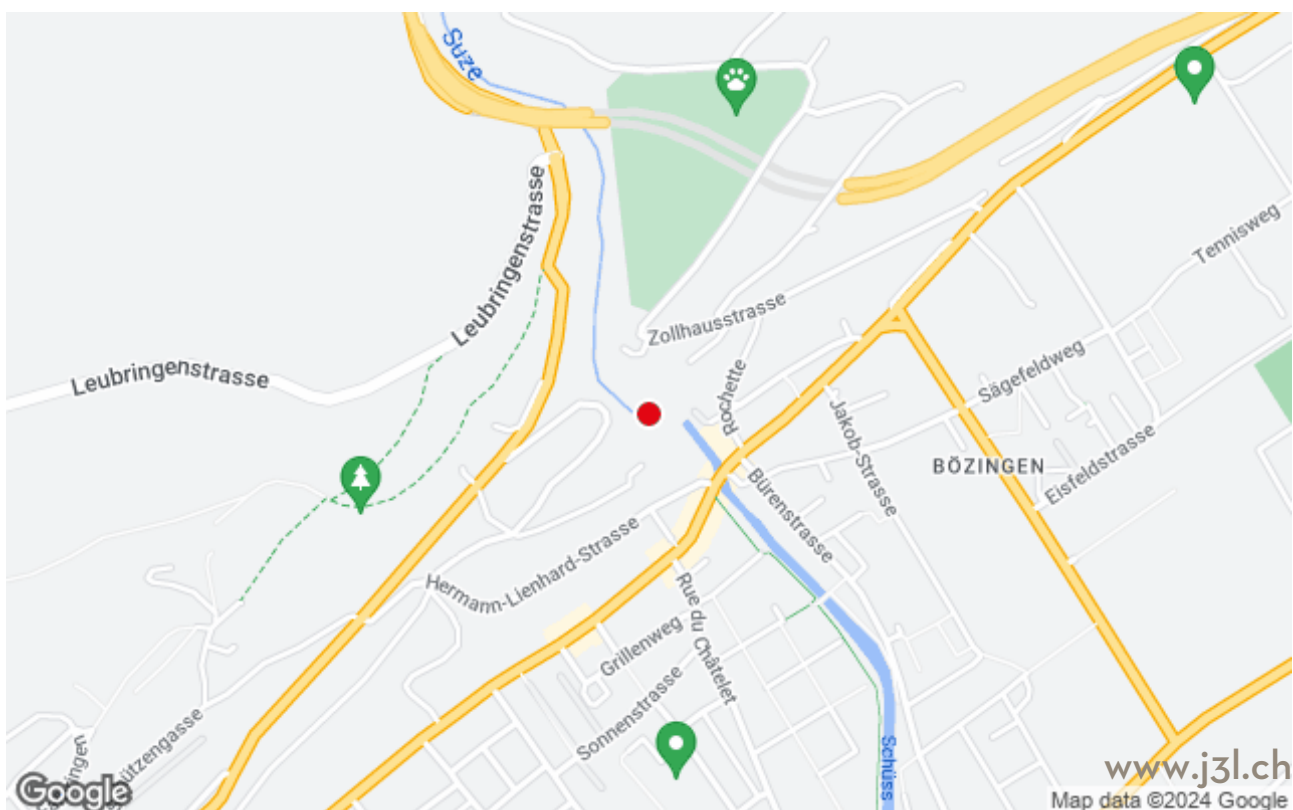 Suze
Leubringenstrasse
Leubringenstrasse
Zollhausstrasse
Tennisweg
Rochette
Sägefeldweg
Jakob-Strasse
BÖZINGEN
Eisfeldstrasse
Bürenstrasse
Hermann-Lienhard-Strasse
Rue du Châtelet
Grillenweg
Sonnenstrasse
Schüss
www.j3l.ch
Google
Map data ©2024 Google